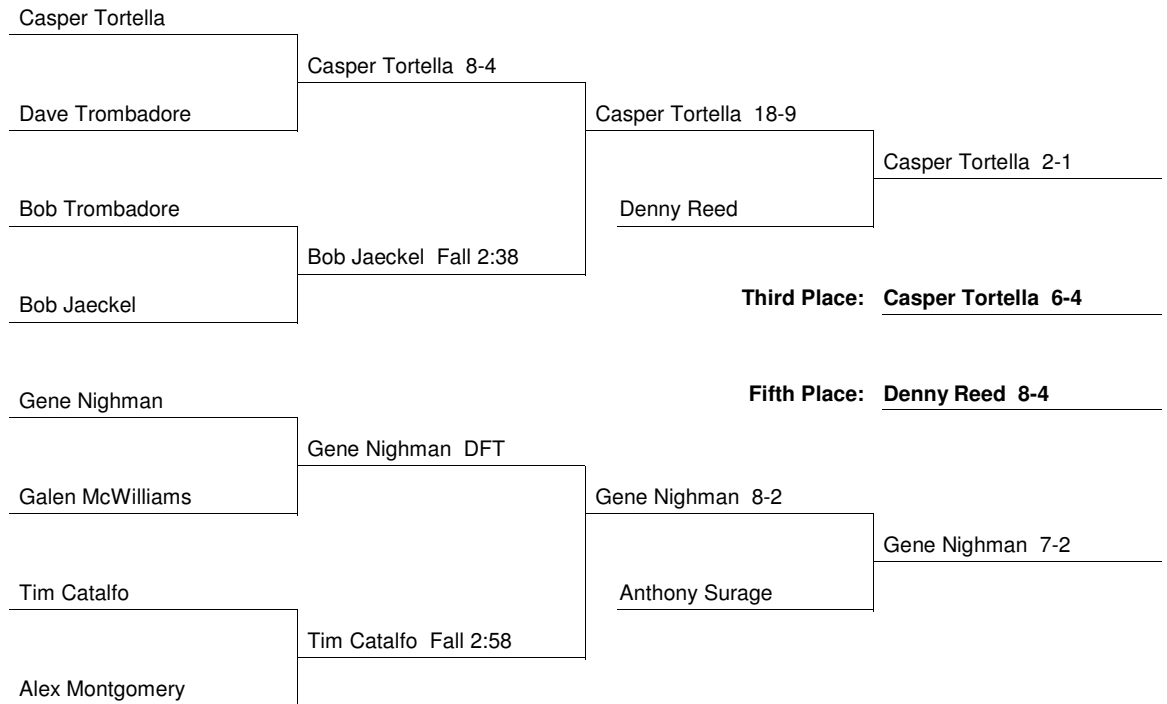 Casper Tortella
Casper Tortella 8-4
Dave Trombadore
Casper Tortella 18-9
Casper Tortella 2-1
Bob Trombadore
Denny Reed
Bob Jaeckel Fall 2:38
Third Place: Casper Tortella 6-4
Bob Jaeckel
Fifth Place: Denny Reed 8-4
Gene Nighman
Gene Nighman DFT
Galen McWilliams
Gene Nighman 8-2
Gene Nighman 7-2
Tim Catalfo
Anthony Surage
Tim Catalfo Fall 2:58
Alex Montgomery